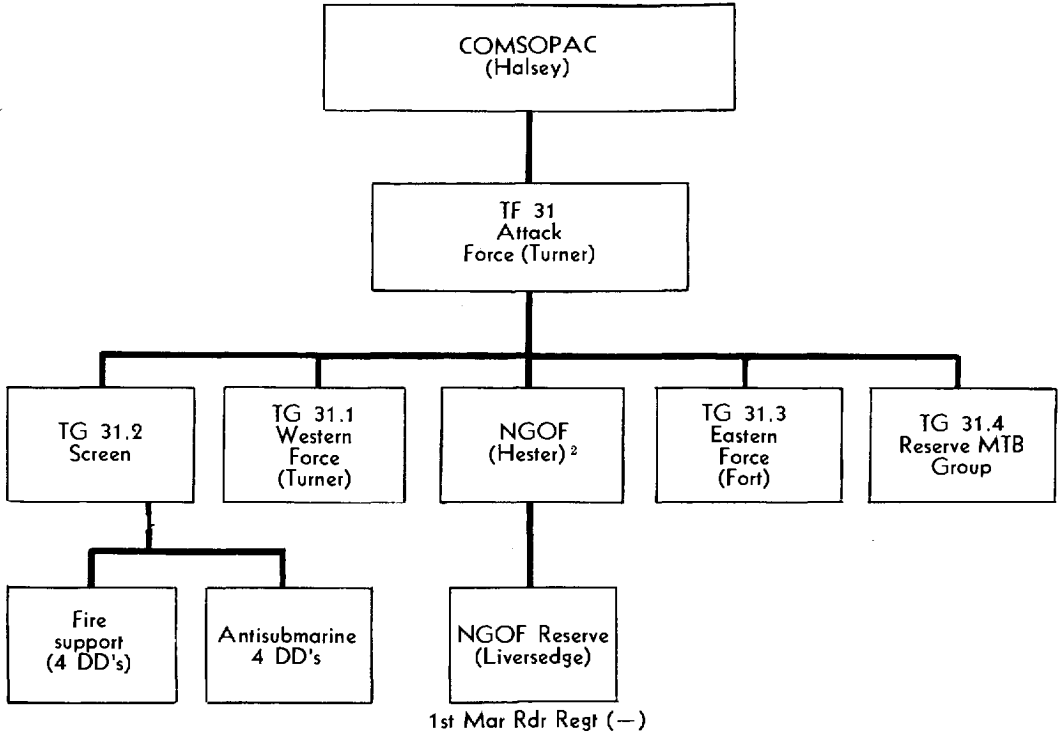 COMSOPAC
(Halsey)
TF 31
Attack
Force (Turner)
TG 31.2
Screen
TG 31.1
Western
Force
(Turner)
NGOF
(Hester)²
TG 31.3
Eastern
Force
(Fort)
TG 31.4
Reserve MTB
Group
Fire
support
(4 DD's)
Antisubmarine
4 DD's
NGOF Reserve
(Liversedge)
1st Mar Rdr Regt (—)